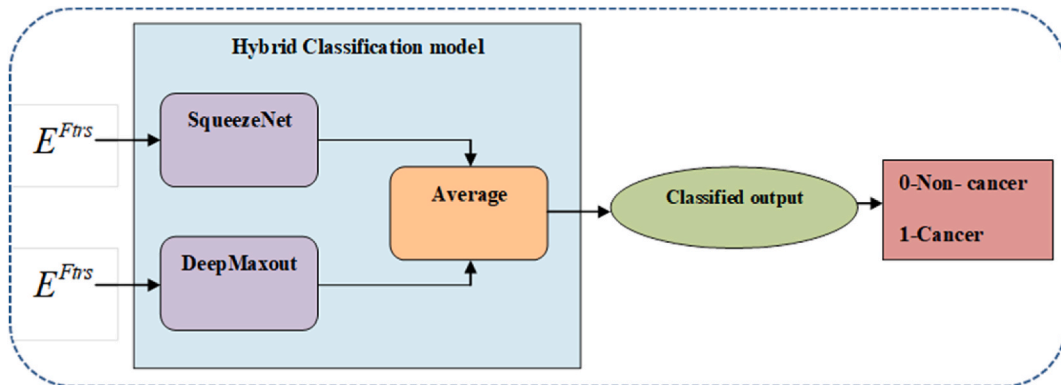 Hybrid Classification model
E^Ftrs
SqueezeNet
Average
Classified output
0-Non- cancer
1-Cancer
E^Ftrs
DeepMaxout